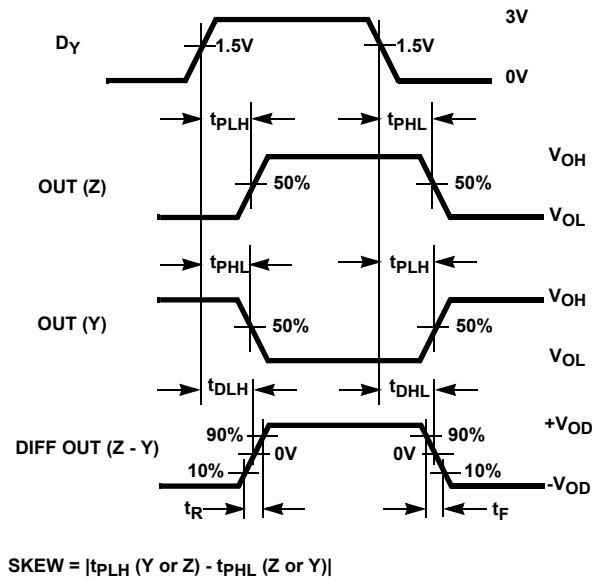 3V
DY
1.5V
1.5V
0V
tPLH
tPHL
VOH
OUT (Z)
50%
50%
VOL
tPHL
tPLH
VOH
OUT (Y)
50%
50%
VOL
tDLH
tDHL
+VOD
90%
90%
DIFF OUT (Z - Y)
0V
0V
10%
10%
-VOD
tR
tF
SKEW = |tPLH (Y or Z) - tPHL (Z or Y)|